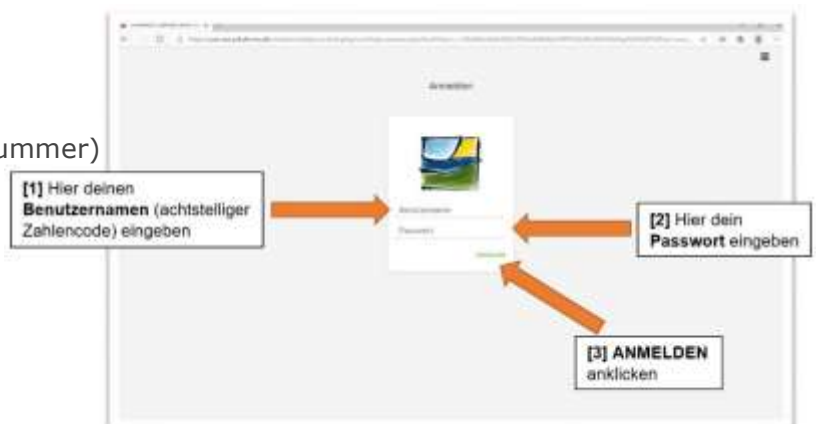 Anmelden
ummer)
[1] Hier deinen
Benutzernamen (achtstelliger
Zahlencode) eingeben
Benutzername
Passwort
[2] Hier dein
Passwort eingeben
[3] ANMELDEN
anklicken